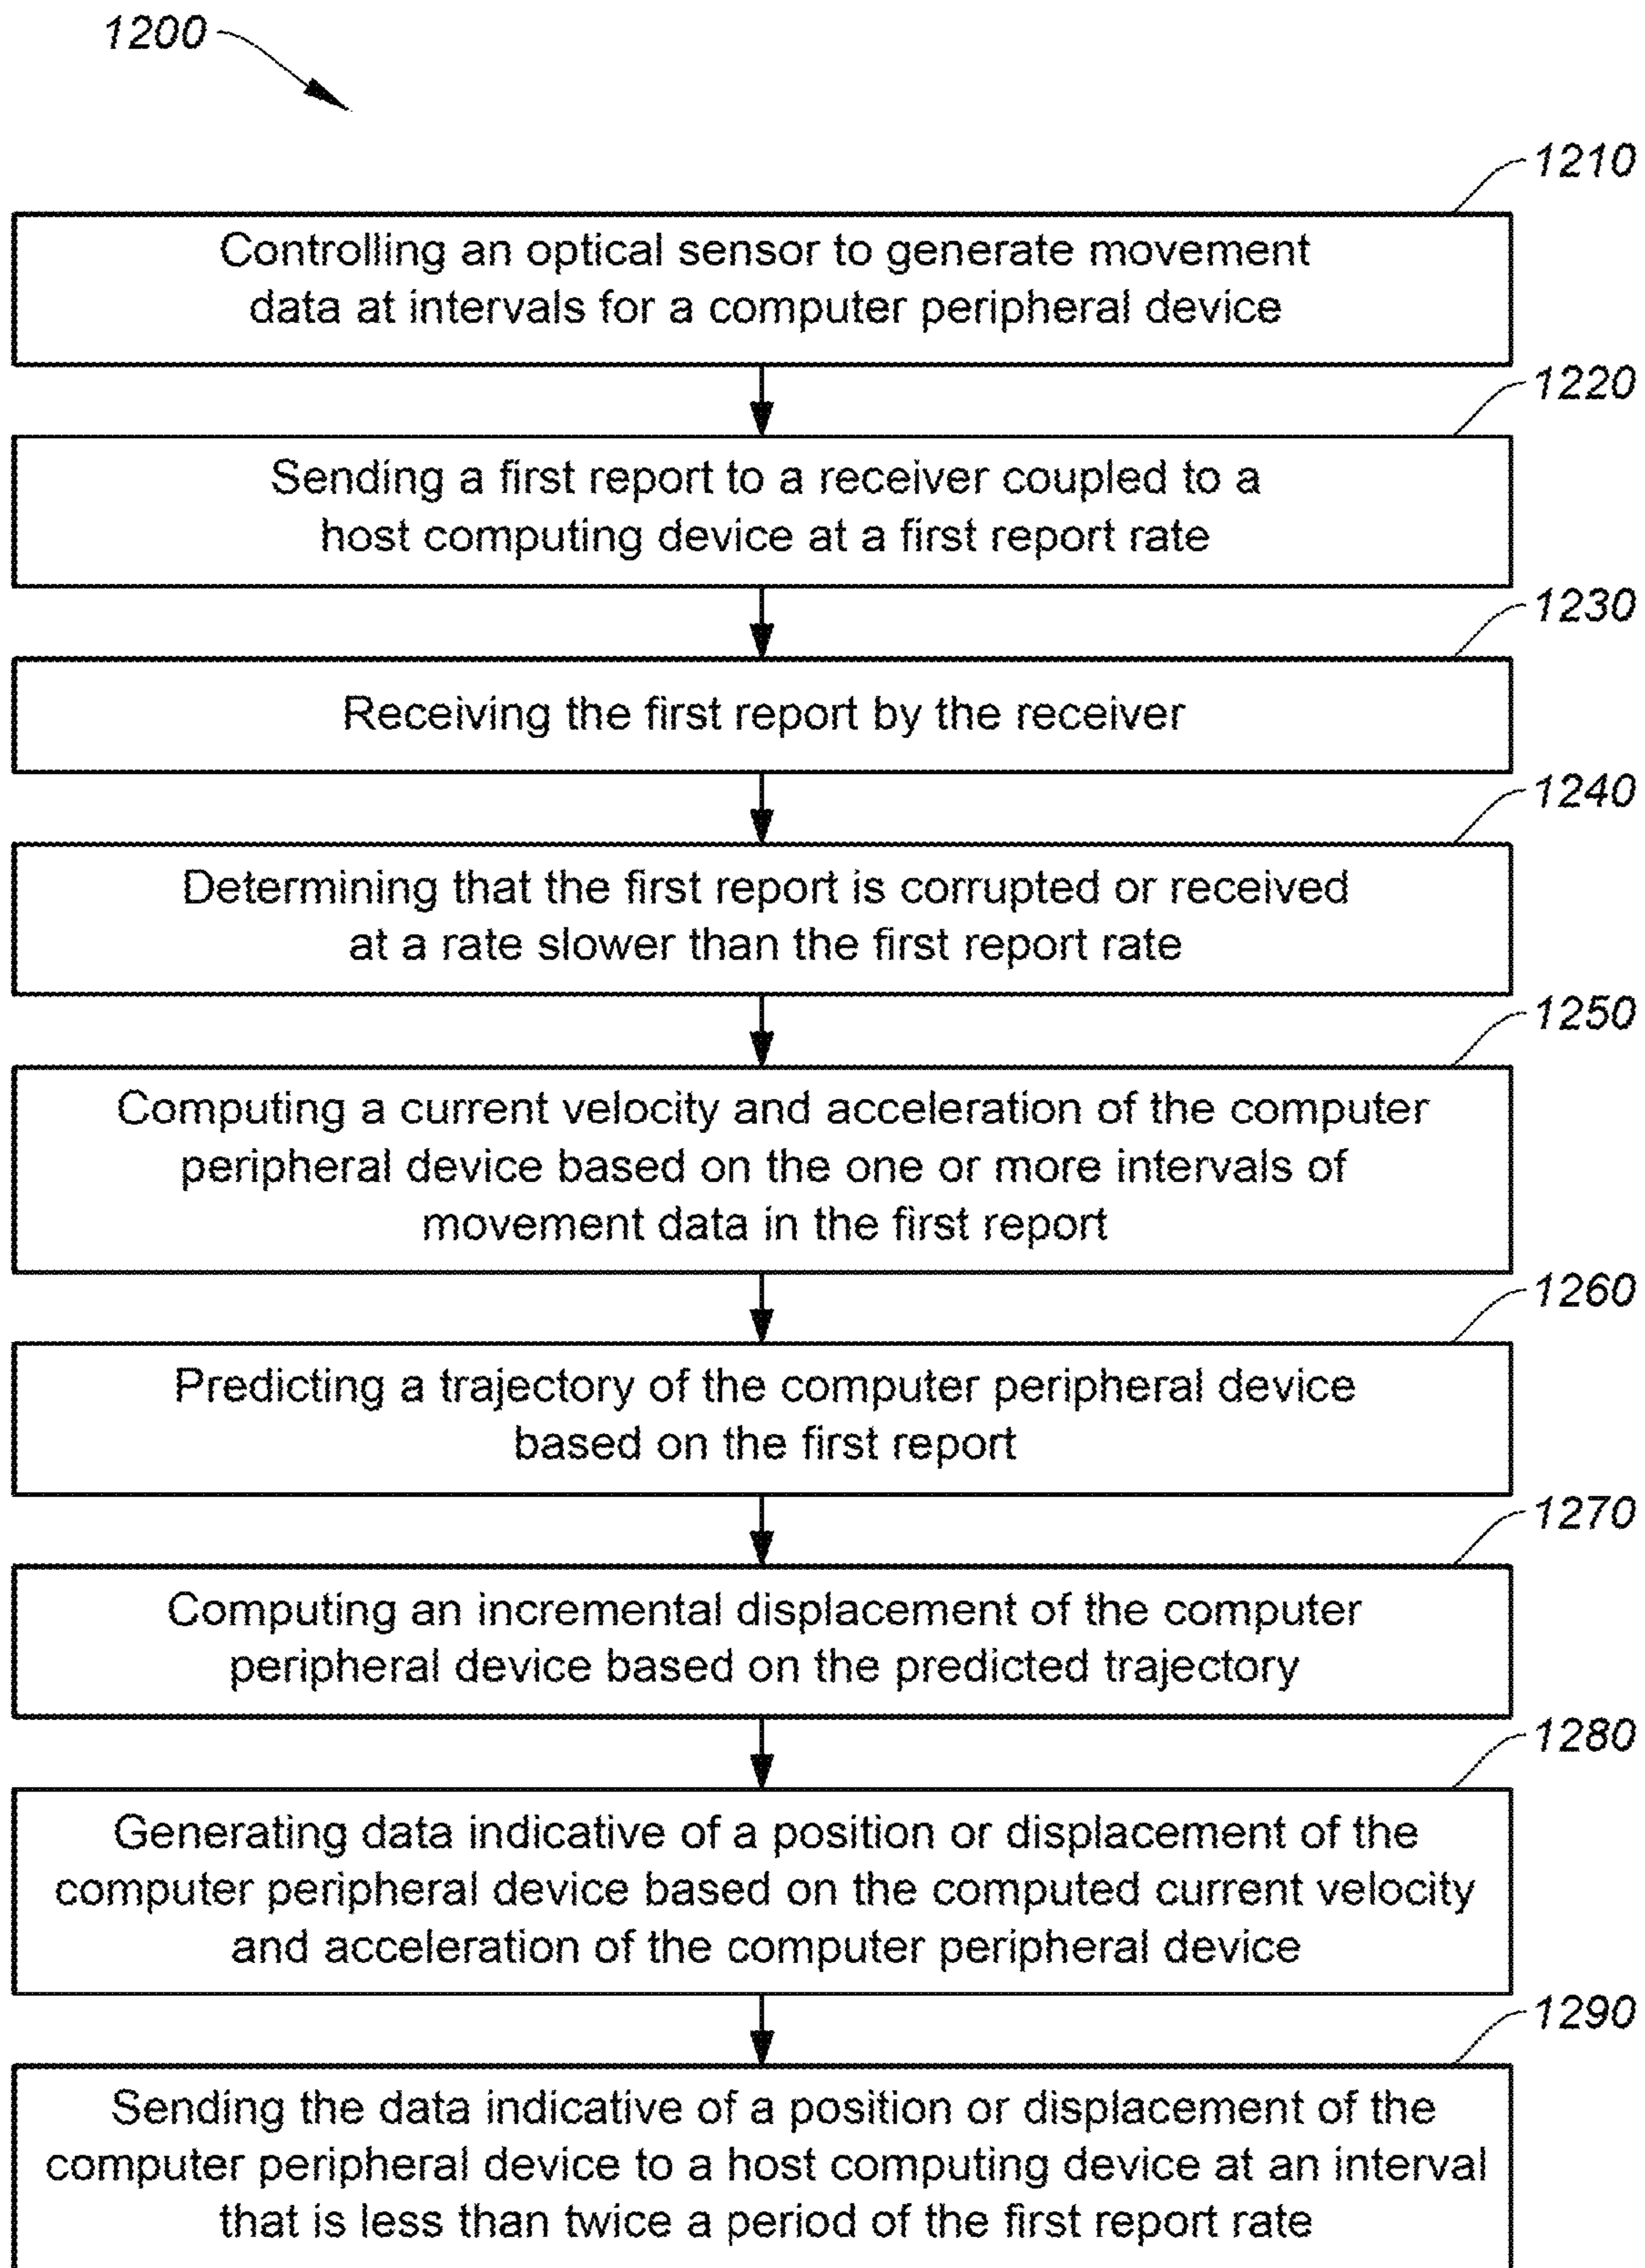 1200
1210
Controlling an optical sensor to generate movement
data at intervals for a computer peripheral device
1220
Sending a first report to a receiver coupled to a
host computing device at a first report rate
1230
Receiving the first report by the receiver
1240
Determining that the first report is corrupted or received
at a rate slower than the first report rate
1250
Computing a current velocity and acceleration of the computer
peripheral device based on the one or more intervals of
movement data in the first report
1260
Predicting a trajectory of the computer peripheral device
based on the first report
1270
Computing an incremental displacement of the computer
peripheral device based on the predicted trajectory
1280
Generating data indicative of a position or displacement of the
computer peripheral device based on the computed current velocity
and acceleration of the computer peripheral device
1290
Sending the data indicative of a position or displacement of the
computer peripheral device to a host computing device at an interval
that is less than twice a period of the first report rate